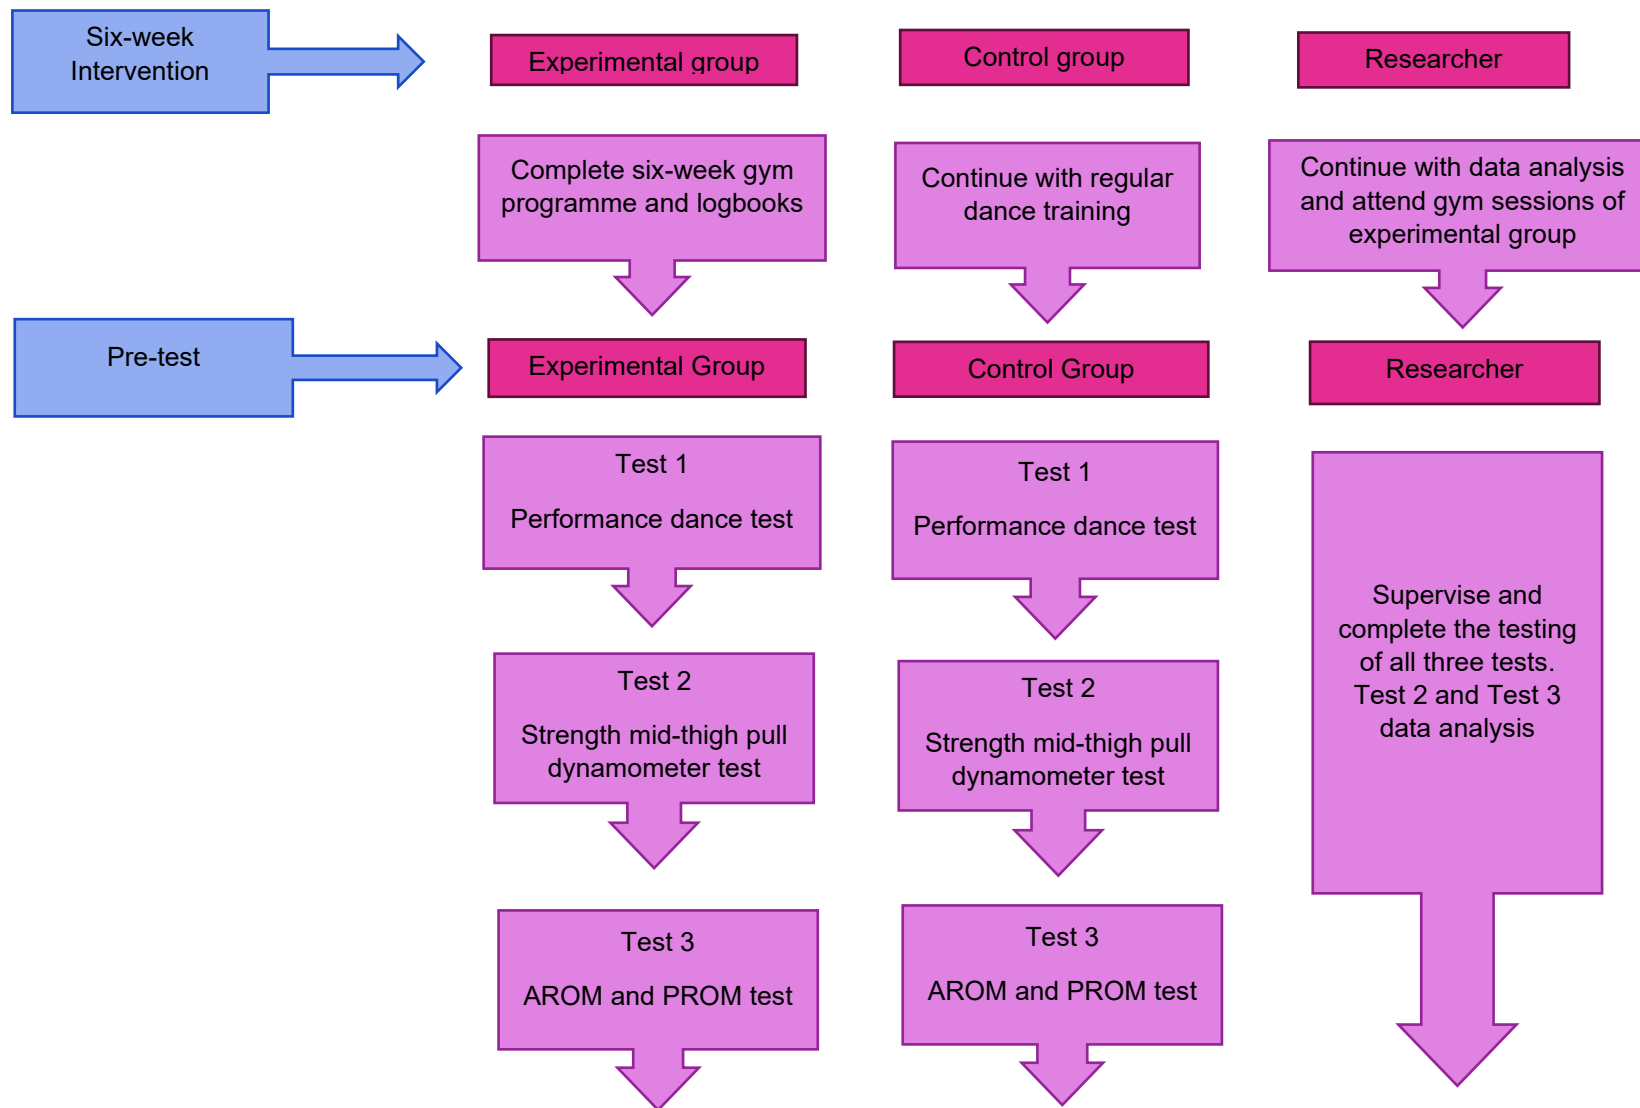 Six-week
Intervention
Experimental group
Control group
Researcher
Complete six-week gym
programme and logbooks
Continue with regular
dance training
Continue with data analysis
and attend gym sessions of
experimental group
Pre-test
Experimental Group
Control Group
Researcher
Test 1
Performance dance test
Test 1
Performance dance test
Supervise and
complete the testing
of all three tests.
Test 2 and Test 3
data analysis
Test 2
Strength mid-thigh pull
dynamometer test
Test 2
Strength mid-thigh pull
dynamometer test
Test 3
AROM and PROM test
Test 3
AROM and PROM test